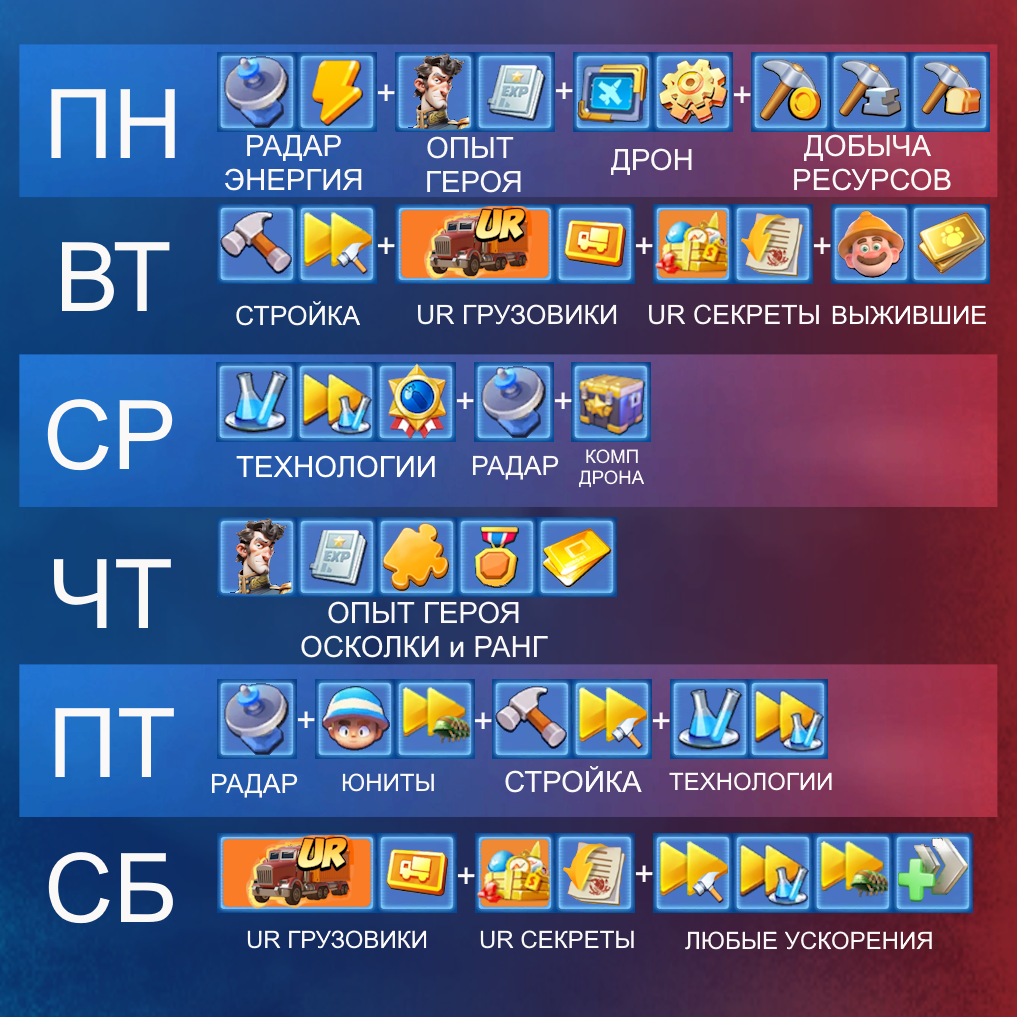 ПН
РАДАР
ЭНЕРГИЯ
EXP
ОПЫТ
ГЕРОЯ
ДРОН
ДОБЫЧА
РЕСУРСОВ
ВТ
СТРОЙКА
UR
UR ГРУЗОВИКИ
UR СЕКРЕТЫ
ВЫЖИВШИЕ
СР
ТЕХНОЛОГИИ
РАДАР
КОМП
ДРОНА
ЧТ
EXP
ОПЫТ ГЕРОЯ
ОСКОЛКИ и РАНГ
ПТ
РАДАР
ЮНИТЫ
СТРОЙКА
ТЕХНОЛОГИИ
СБ
UR
UR ГРУЗОВИКИ
UR СЕКРЕТЫ
ЛЮБЫЕ УСКОРЕНИЯ